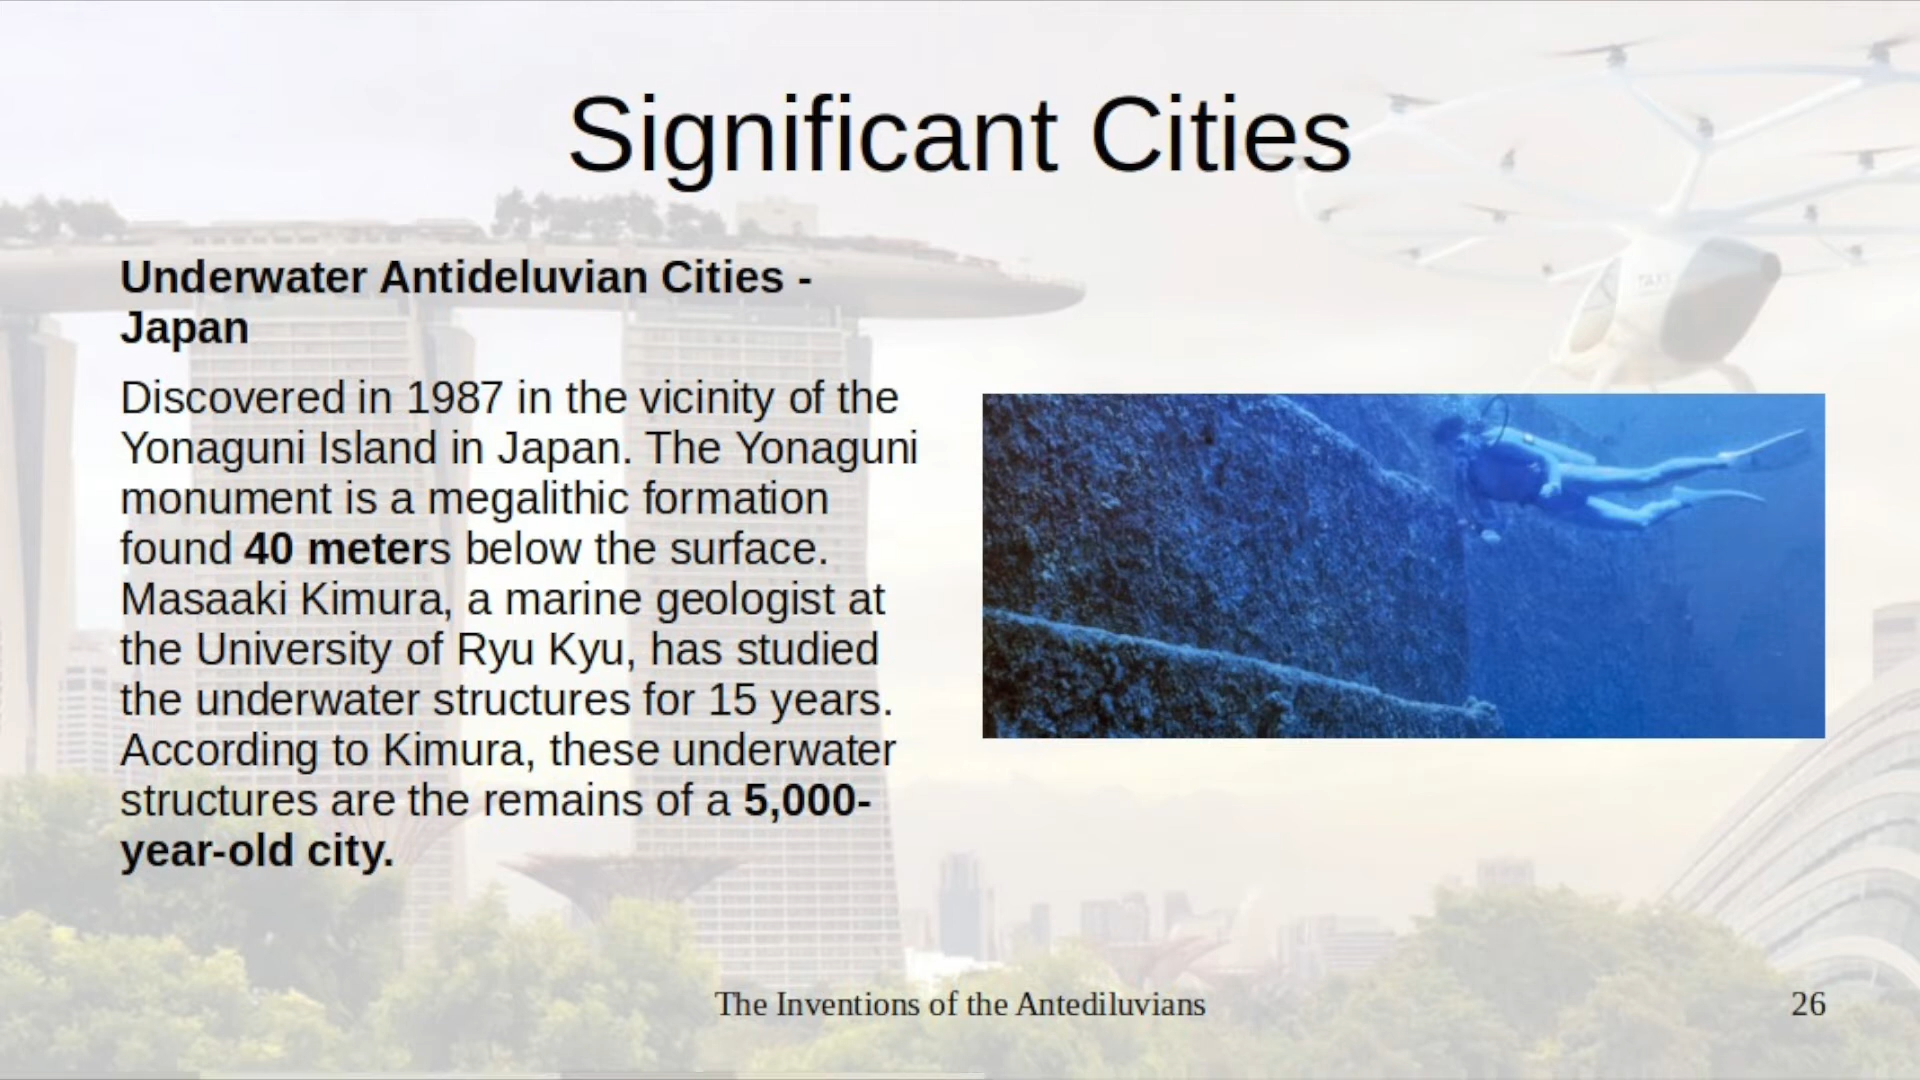 Significant Cities
Underwater Antideluvian Cities -
Japan
Discovered in 1987 in the vicinity of the
Yonaguni Island in Japan. The Yonaguni
monument is a megalithic formation
found 40 meters below the surface.
Masaaki Kimura, a marine geologist at
the University of Ryu Kyu, has studied
the underwater structures for 15 years.
According to Kimura, these underwater
structures are the remains of a 5,000-
year-old city.
The Inventions of the Antediluvians
26